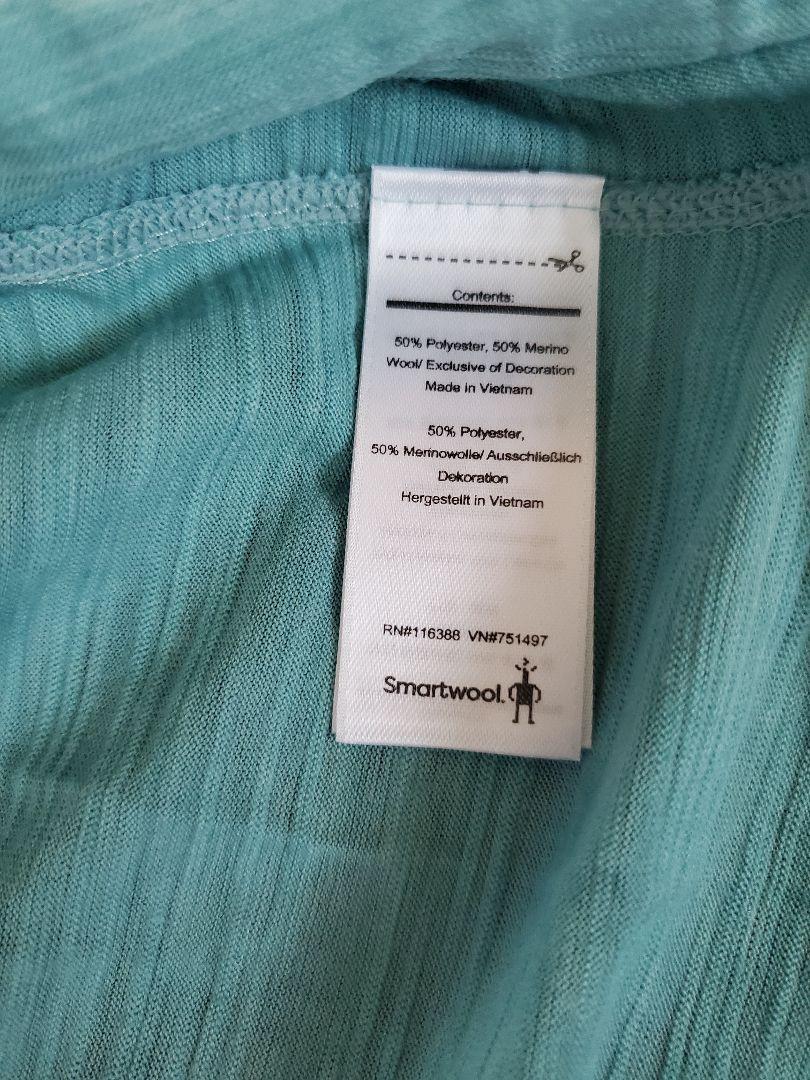 Contents:
50% Polyester, 50% Merino
Wool/ Exclusive of Decoration
Made in Vietnam
50% Polyester,
50% Merinowolle/ Ausschließlich
Dekoration
Hergestellt in Vietnam
RN#116388 VN#751497
Smartwool.